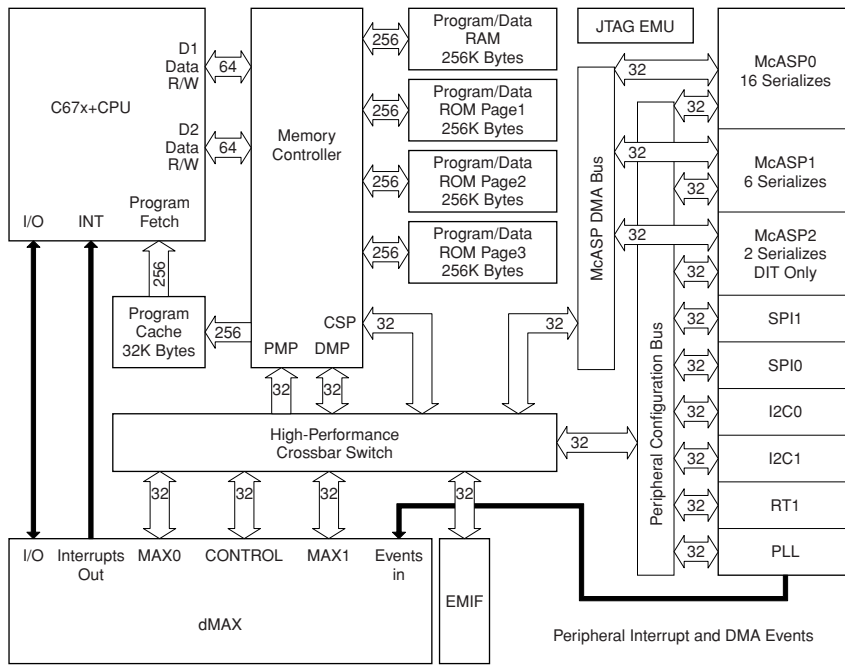 C67x+CPU
D1
Data
R/W
D2
Data
R/W
I/O
INT
Program
Fetch
64
64
256
Program
Cache
32K Bytes
256
Memory
Controller
CSP
PMP
DMP
32
32
32
256
256
256
256
Program/Data
RAM
256K Bytes
Program/Data
ROM Page1
256K Bytes
Program/Data
ROM Page2
256K Bytes
Program/Data
ROM Page3
256K Bytes
JTAG EMU
McASP DMA Bus
32
32
32
32
Peripheral Configuration Bus
32
32
32
32
32
32
32
32
32
32
McASP0
16 Serializes
McASP1
6 Serializes
McASP2
2 Serializes
DIT Only
SPI1
SPI0
I2C0
I2C1
RT1
PLL
High-Performance
Crossbar Switch
32
32
32
32
I/O
Interrupts
Out
MAX0
CONTROL
MAX1
Events
in
dMAX
EMIF
Peripheral Interrupt and DMA Events